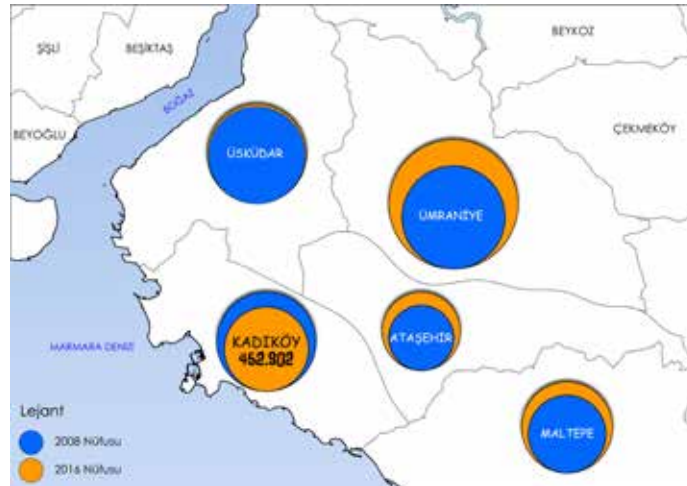 ŞİŞLİ
BEŞİKTAŞ
BEYKOZ
BOĞAZ
BEYOĞLU
ÇEKMEKÖY
ÜSKÜDAR
ÜMRANİYE
MARMARA DENİZİ
KADIKÖY
452.902
ATAŞEHİR
MALTEPE
Lejant
2008 Nüfusu
2016 Nüfusu